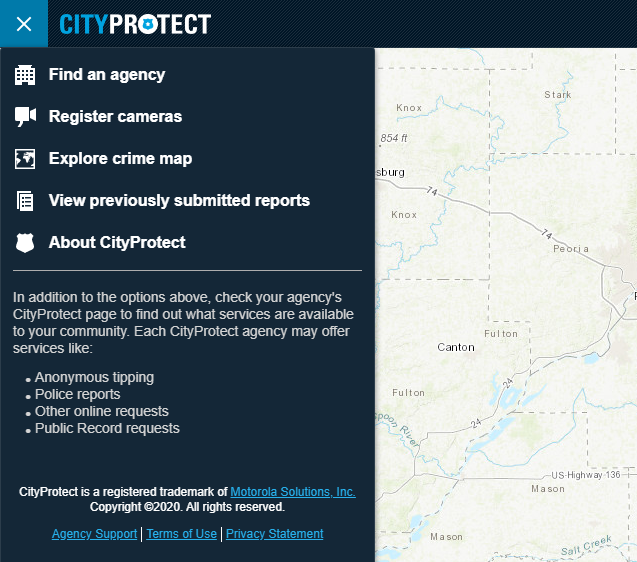 CITYPROTECT
Find an agency
Register cameras
Explore crime map
View previously submitted reports
About CityProtect
In addition to the options above, check your agency's
CityProtect page to find out what services are available
to your community. Each CityProtect agency may offer
services like:
• Anonymous tipping
• Police reports
• Other online requests
• Public Record requests
CityProtect is a registered trademark of Motorola Solutions, Inc.
Copyright ©2020. All rights reserved.
Agency Support | Terms of Use | Privacy Statement
Stark
Knox
854 ft
sburg
74
Knox
74
Peoria
P
Fulton
Canton
24
Fulton
Spoon River
24
US-Highway 136
Mason
Mason
Salt Creek